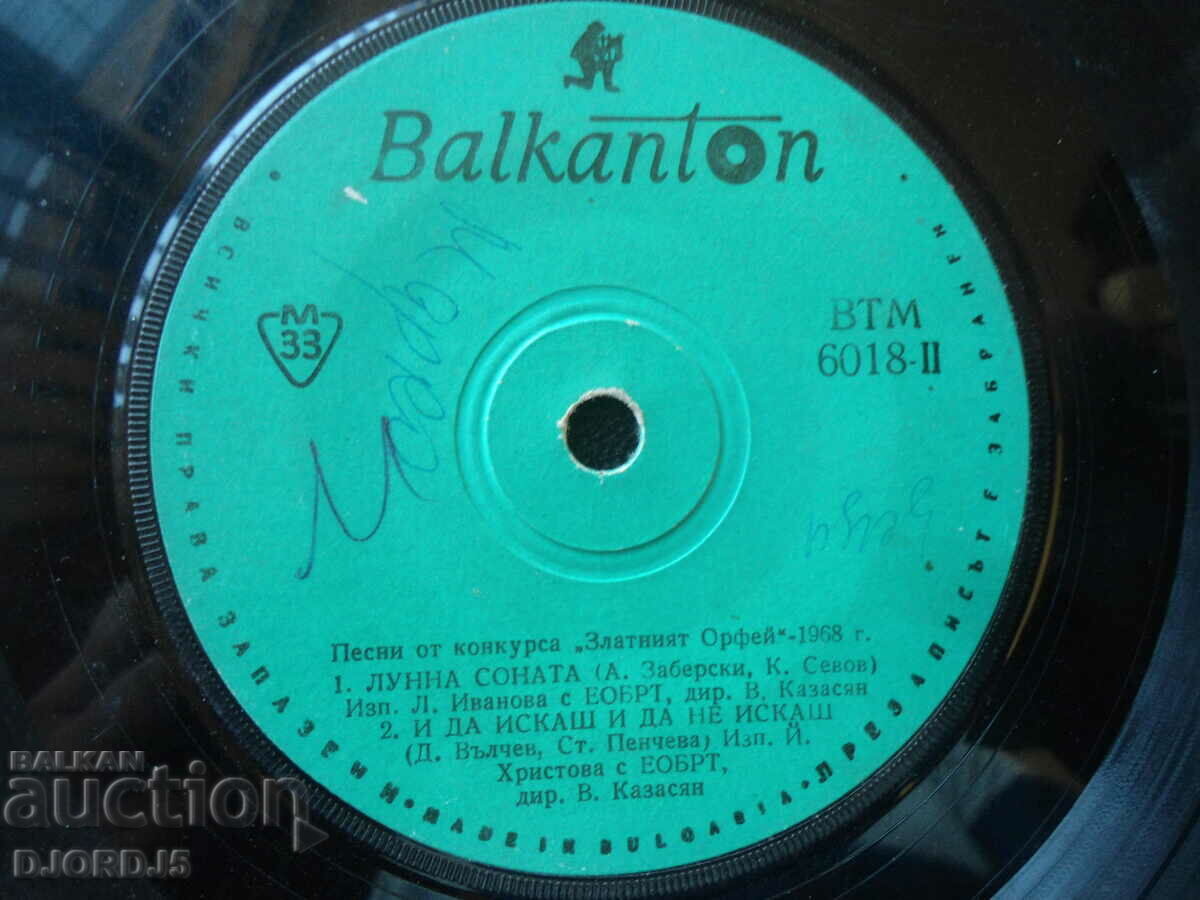 Balkanton
М
33
ВТМ
6018-II
Песни от конкурса „Златният Орфей“-1968 г.
1. ЛУННА СОНАТА (А. Заберски, К. Севов)
Изп. Л. Иванова с ЕОБРТ, дир. В. Казасян
2. И ДА ИСКАШ И ДА НЕ ИСКАШ
(Д. Вълчев, Ст. Пенчева) Изп. Й.
Христова с ЕОБРТ,
дир. В. Казасян
• ВСИЧКИ ПРАВА ЗАПАЗЕНИ • MADE IN BULGARIA • ПРЕЗАПИСЪТ Е ЗАБРАНЕН •
BALKAN
auction
DJORDJ5